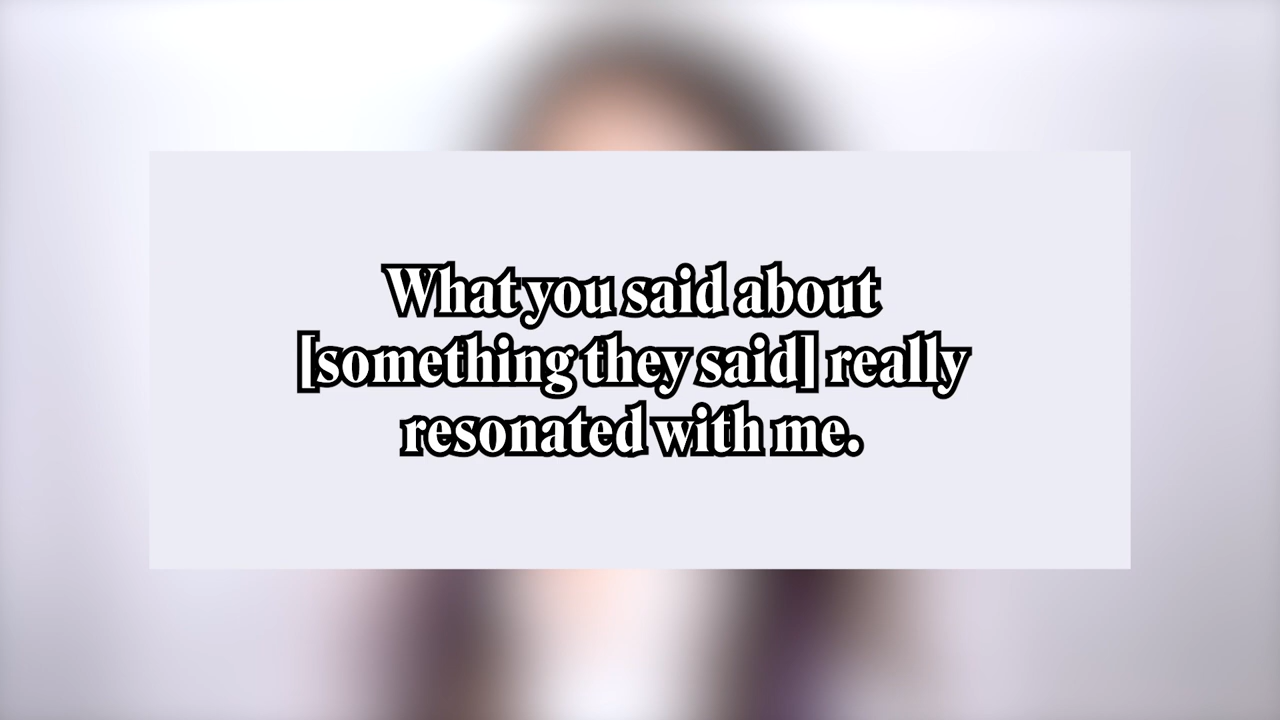 What you said about
[something they said] really
resonated with me.